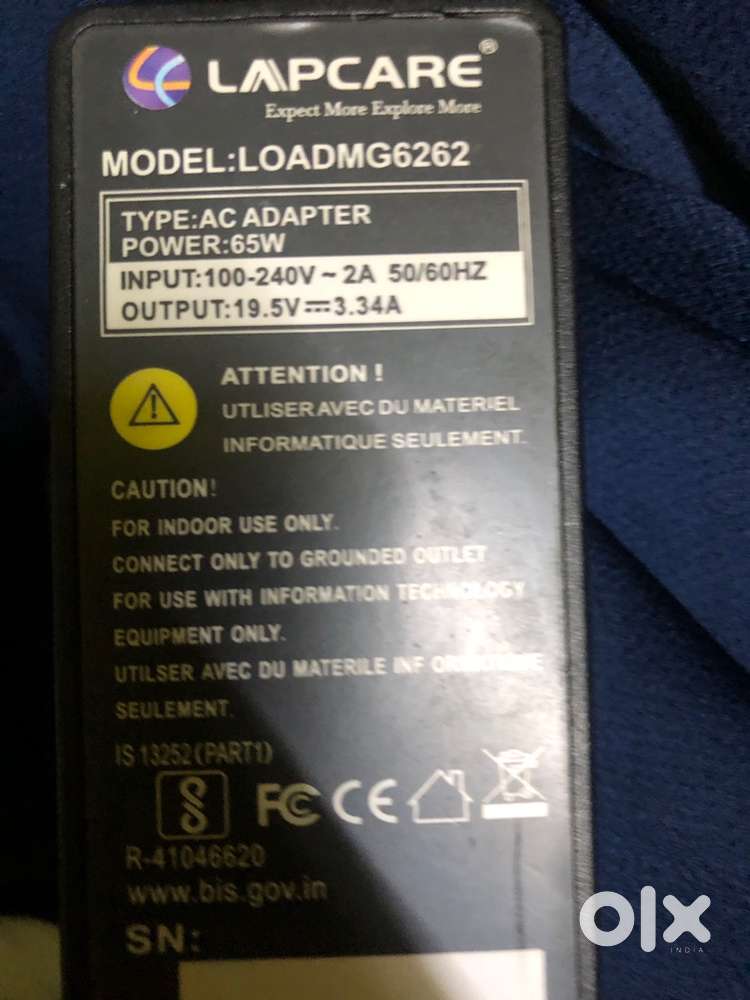 LAPCARE®
Expect More Explore More
MODEL:LOADMG6262
TYPE:AC ADAPTER
POWER:65W
INPUT:100-240V ~ 2A 50/60HZ
OUTPUT:19.5V⎓3.34A
ATTENTION !
UTLISER AVEC DU MATERIEL
INFORMATIQUE SEULEMENT.
CAUTION!
FOR INDOOR USE ONLY.
CONNECT ONLY TO GROUNDED OUTLET
FOR USE WITH INFORMATION TECHNOLOGY
EQUIPMENT ONLY.
UTILSER AVEC DU MATERILE INF
SEULEMENT.
IS 13252(PART1)
FC CE
R-41046620
www.bis.gov.in
SN:
olx
INDIA